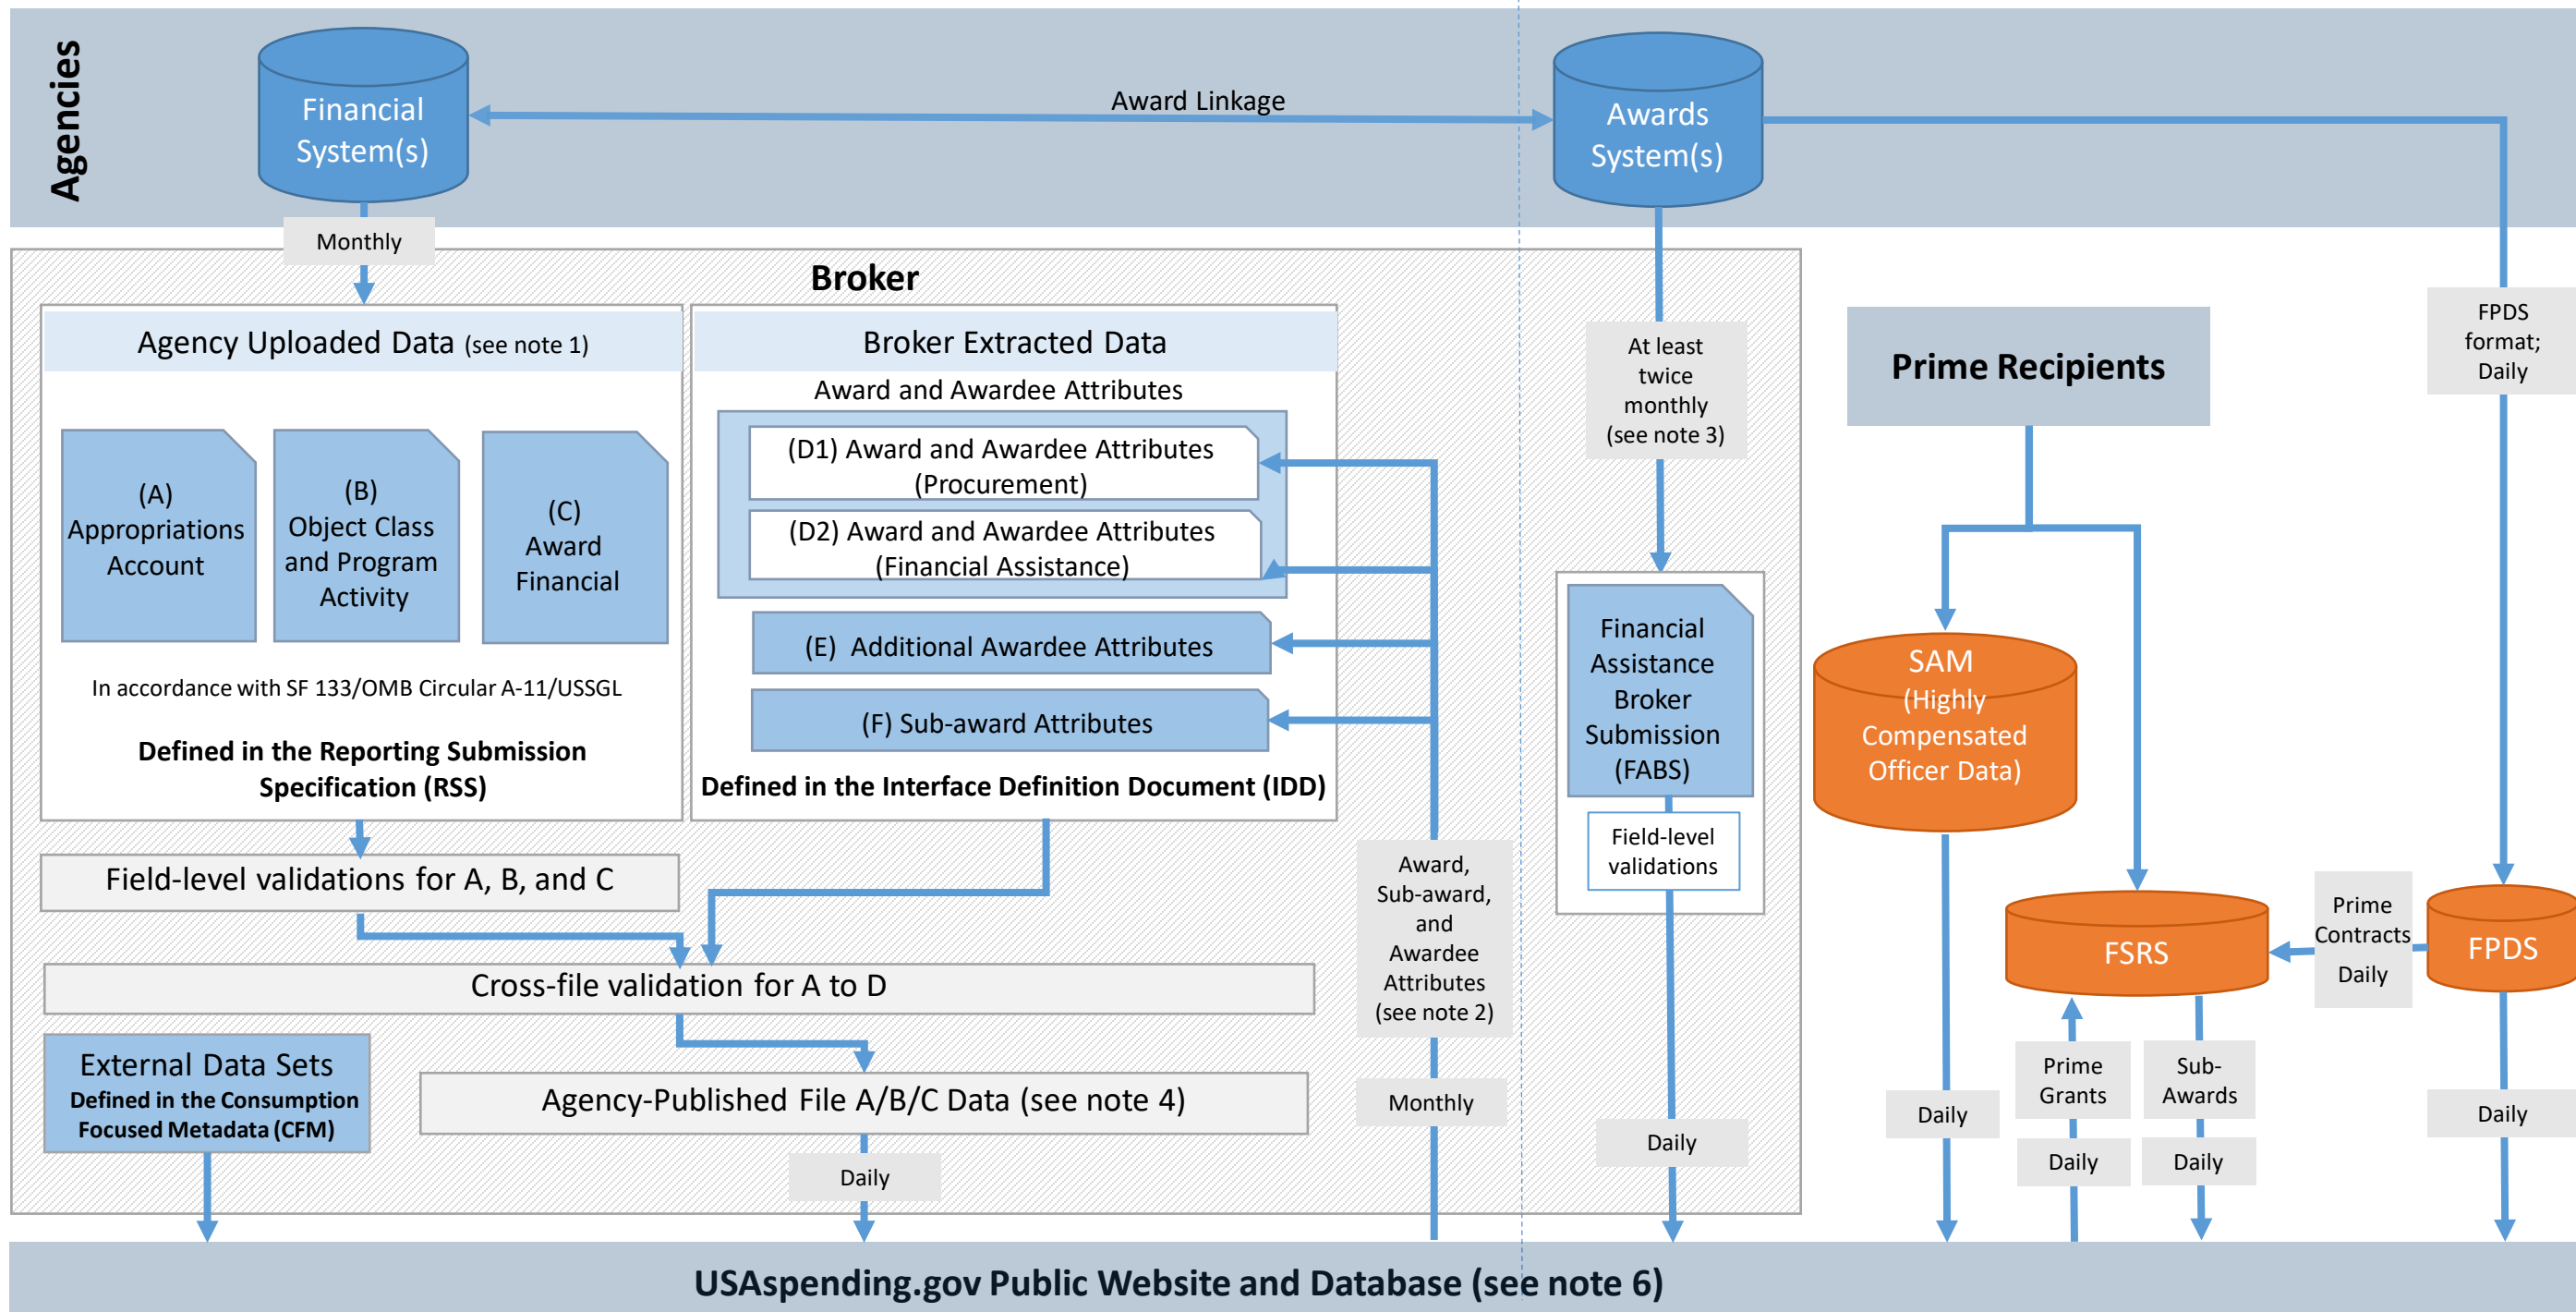 Agencies
Financial
System(s)
Award Linkage
Awards
System(s)
Monthly
Broker
Agency Uploaded Data (see note 1)
(A)
Appropriations
Account
(B)
Object Class
and Program
Activity
(C)
Award
Financial
In accordance with SF 133/OMB Circular A-11/USSGL
Defined in the Reporting Submission
Specification (RSS)
Broker Extracted Data
Award and Awardee Attributes
(D1) Award and Awardee Attributes
(Procurement)
(D2) Award and Awardee Attributes
(Financial Assistance)
(E) Additional Awardee Attributes
(F) Sub-award Attributes
Defined in the Interface Definition Document (IDD)
At least
twice
monthly
(see note 3)
Financial
Assistance
Broker
Submission
(FABS)
Field-level
validations
Daily
Prime Recipients
FPDS
format;
Daily
SAM
(Highly
Compensated
Officer Data)
FSRS
Prime
Contracts
Daily
FPDS
Field-level validations for A, B, and C
Cross-file validation for A to D
External Data Sets
Defined in the Consumption
Focused Metadata (CFM)
Agency-Published File A/B/C Data (see note 4)
Daily
Award,
Sub-award,
and
Awardee
Attributes
(see note 2)
Monthly
Daily
Prime
Grants
Daily
Sub-
Awards
Daily
Daily
USAspending.gov Public Website and Database (see note 6)